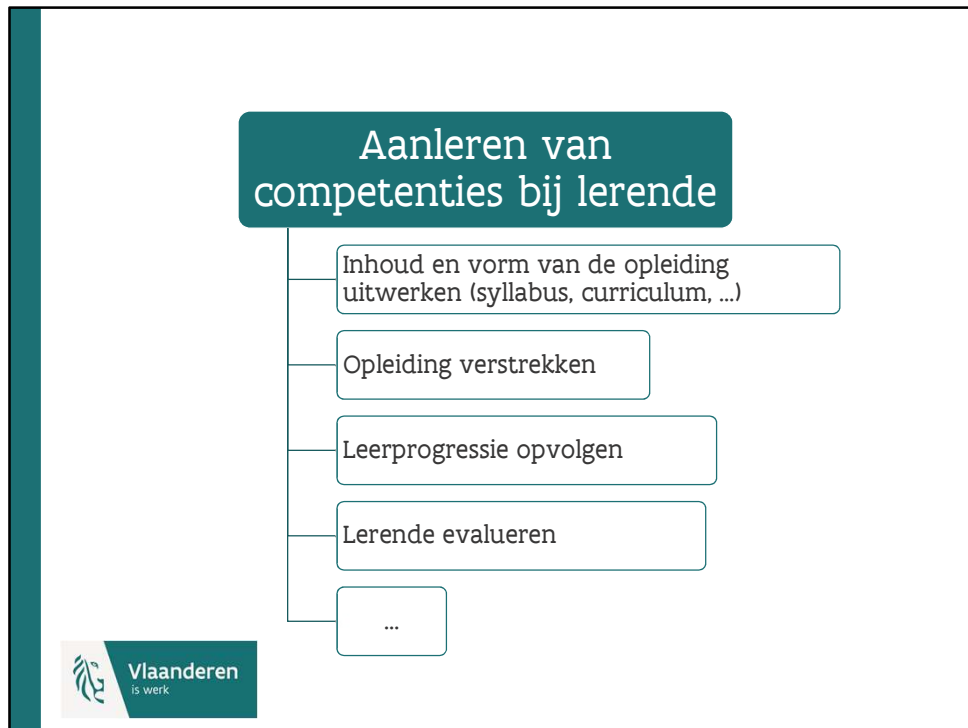 Aanleren van
competenties bij lerende
Inhoud en vorm van de opleiding
uitwerken (syllabus, curriculum, ...)
Opleiding verstrekken
Leerprogressie opvolgen
Lerende evalueren
...
Vlaanderen
is werk